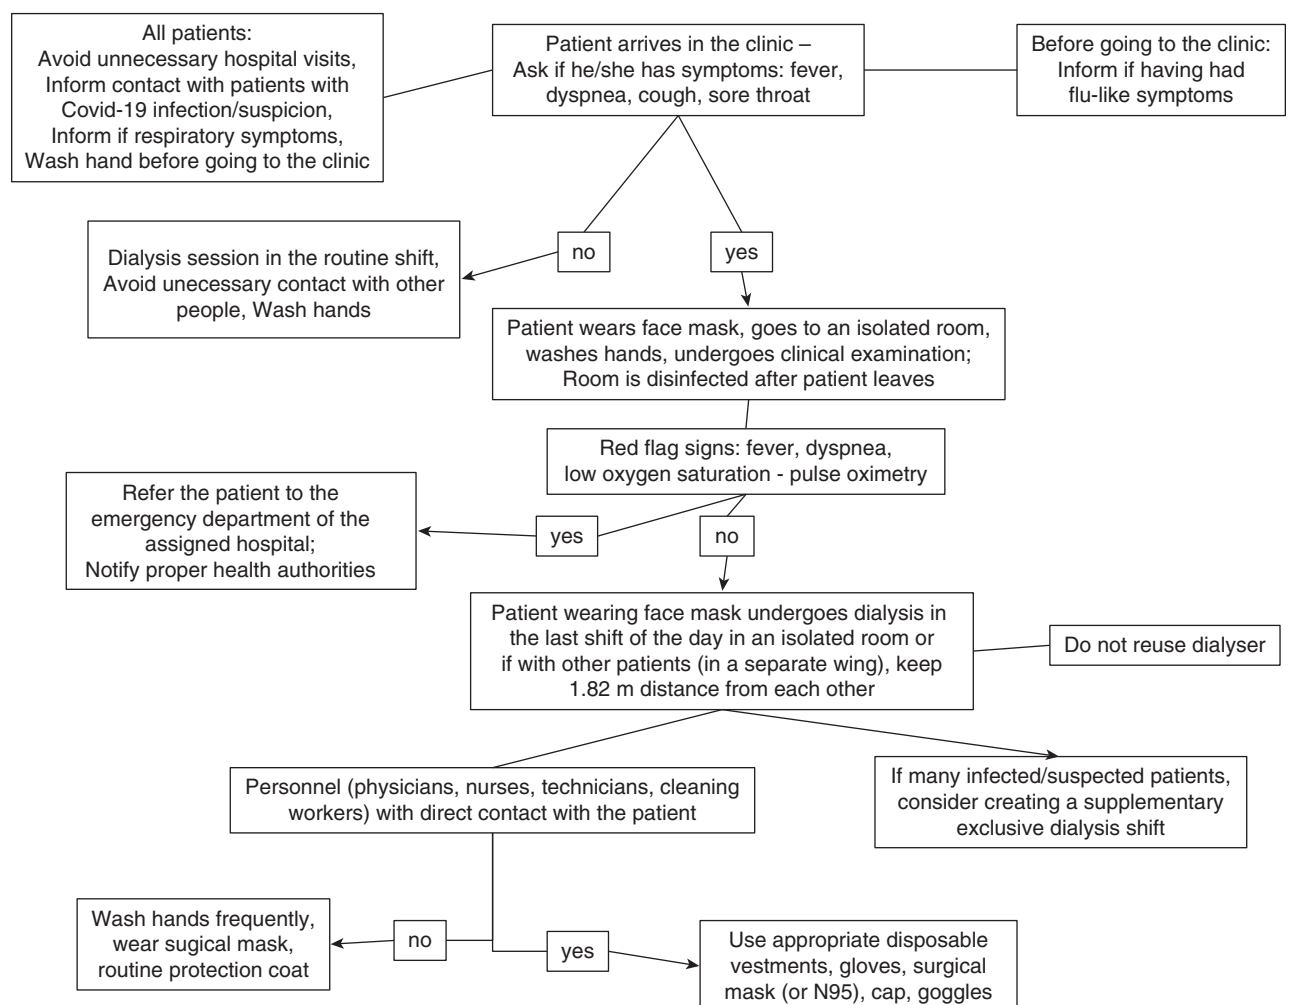 All patients:
Avoid unnecessary hospital visits,
Inform contact with patients with
Covid-19 infection/suspicion,
Inform if respiratory symptoms,
Wash hand before going to the clinic
Patient arrives in the clinic –
Ask if he/she has symptoms: fever,
dyspnea, cough, sore throat
Before going to the clinic:
Inform if having had
flu-like symptoms
no
yes
Dialysis session in the routine shift,
Avoid unecessary contact with other
people, Wash hands
Patient wears face mask, goes to an isolated room,
washes hands, undergoes clinical examination;
Room is disinfected after patient leaves
Red flag signs: fever, dyspnea,
low oxygen saturation - pulse oximetry
Refer the patient to the
emergency department of the
assigned hospital;
Notify proper health authorities
yes
no
Patient wearing face mask undergoes dialysis in
the last shift of the day in an isolated room or
if with other patients (in a separate wing), keep
1.82 m distance from each other
Do not reuse dialyser
Personnel (physicians, nurses, technicians, cleaning
workers) with direct contact with the patient
If many infected/suspected patients,
consider creating a supplementary
exclusive dialysis shift
Wash hands frequently,
wear sugical mask,
routine protection coat
no
yes
Use appropriate disposable
vestments, gloves, surgical
mask (or N95), cap, goggles